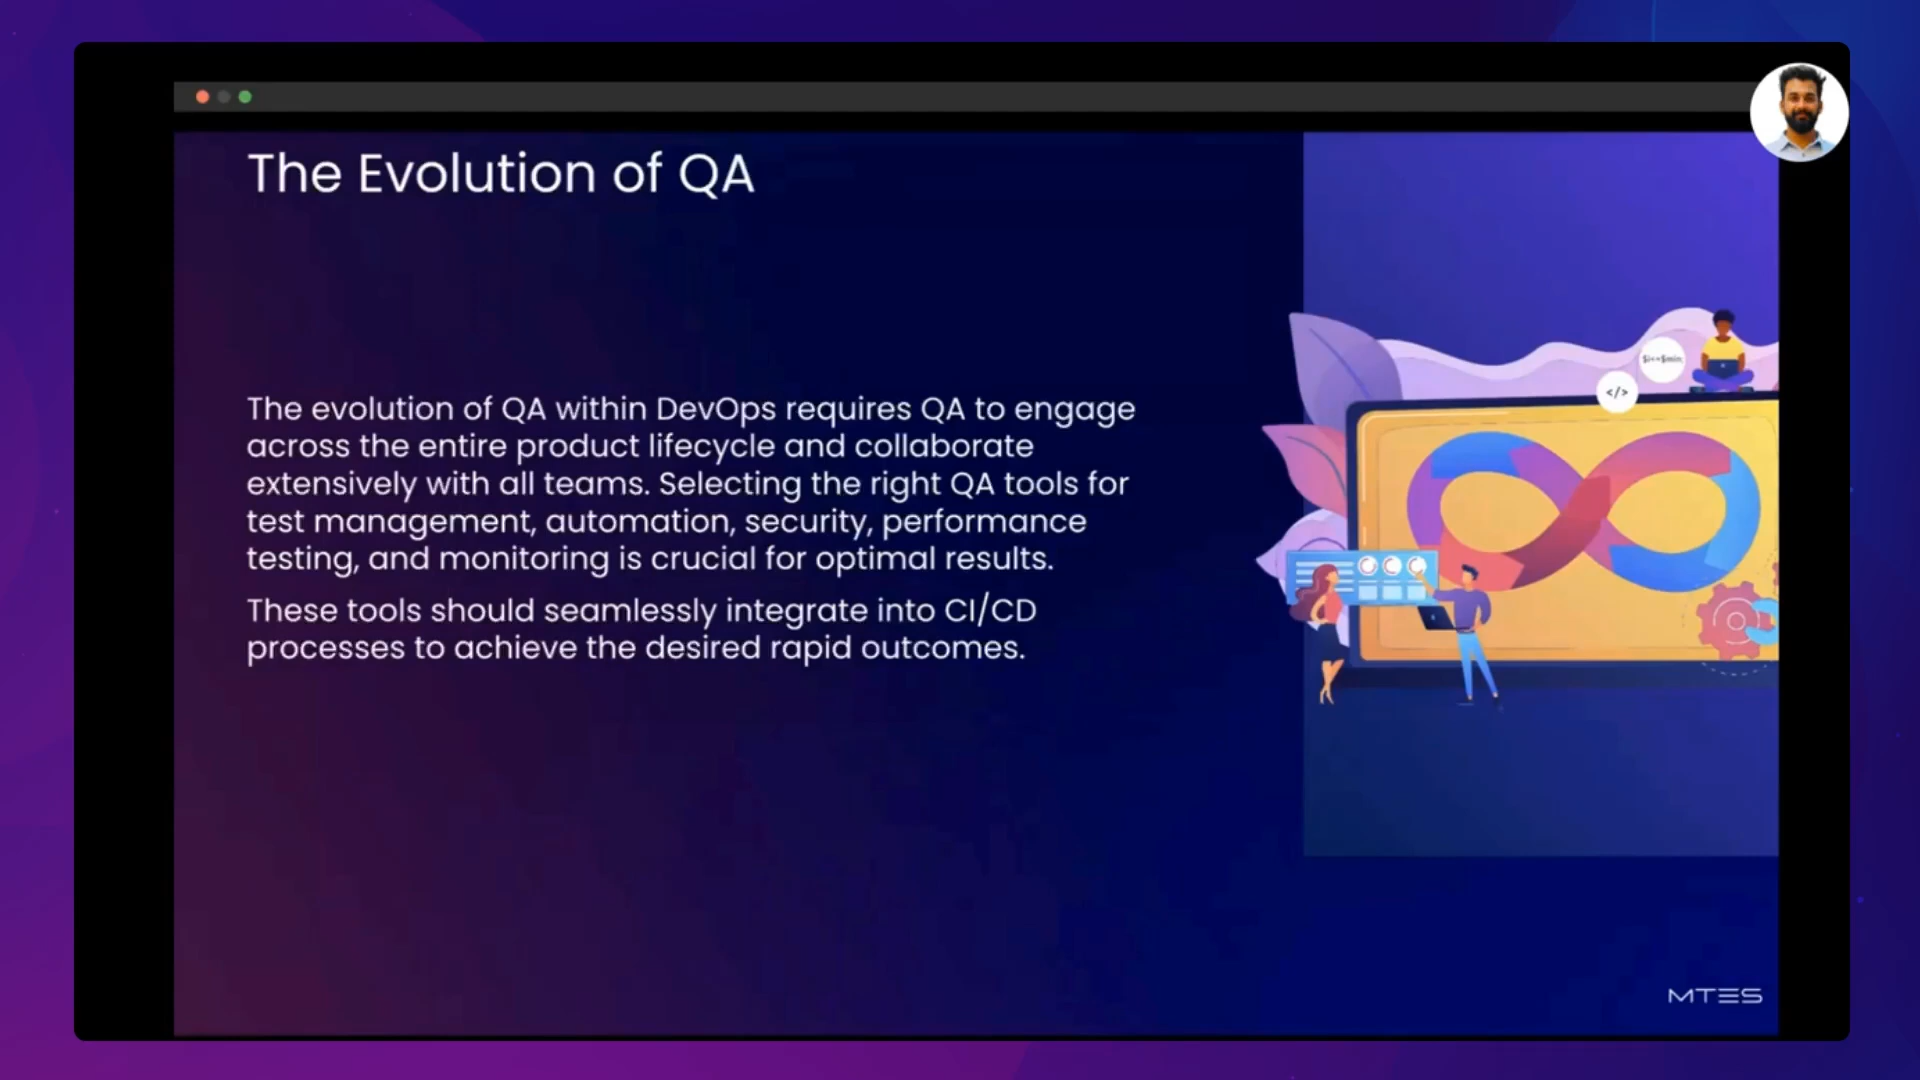 The Evolution of QA
The evolution of QA within DevOps requires QA to engage
across the entire product lifecycle and collaborate
extensively with all teams. Selecting the right QA tools for
test management, automation, security, performance
testing, and monitoring is crucial for optimal results.
These tools should seamlessly integrate into CI/CD
processes to achieve the desired rapid outcomes.
</>
MTES